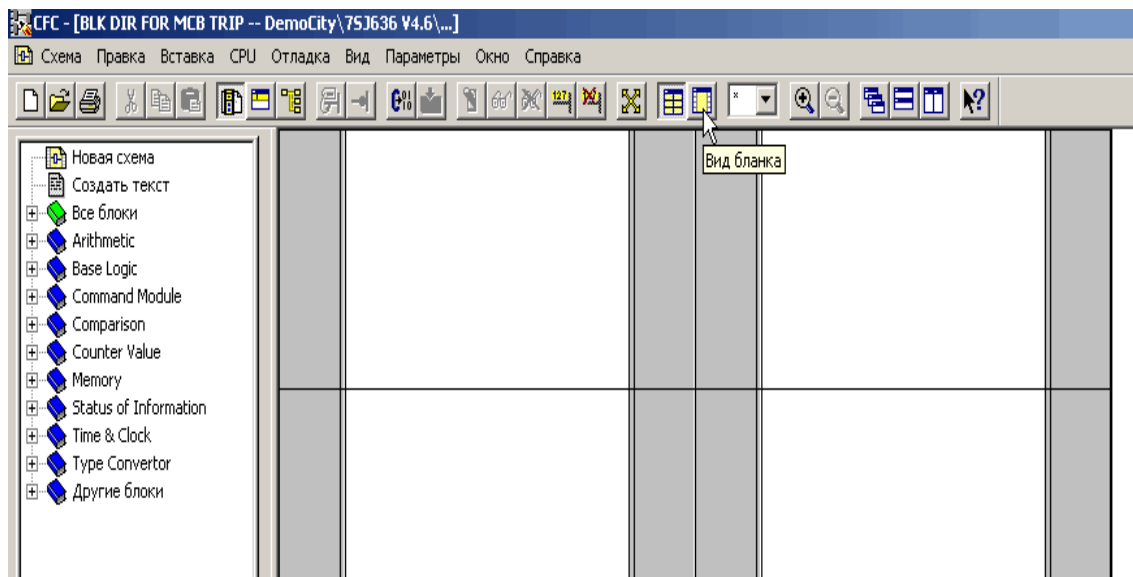 CFC - [BLK DIR FOR MCB TRIP -- DemoCity\7SJ636 V4.6\...]
Схема Правка Вставка CPU Отладка Вид Параметры Окно Справка
*
Вид бланка
Новая схема
Создать текст
Все блоки
Arithmetic
Base Logic
Command Module
Comparison
Counter Value
Memory
Status of Information
Time & Clock
Type Convertor
Другие блоки